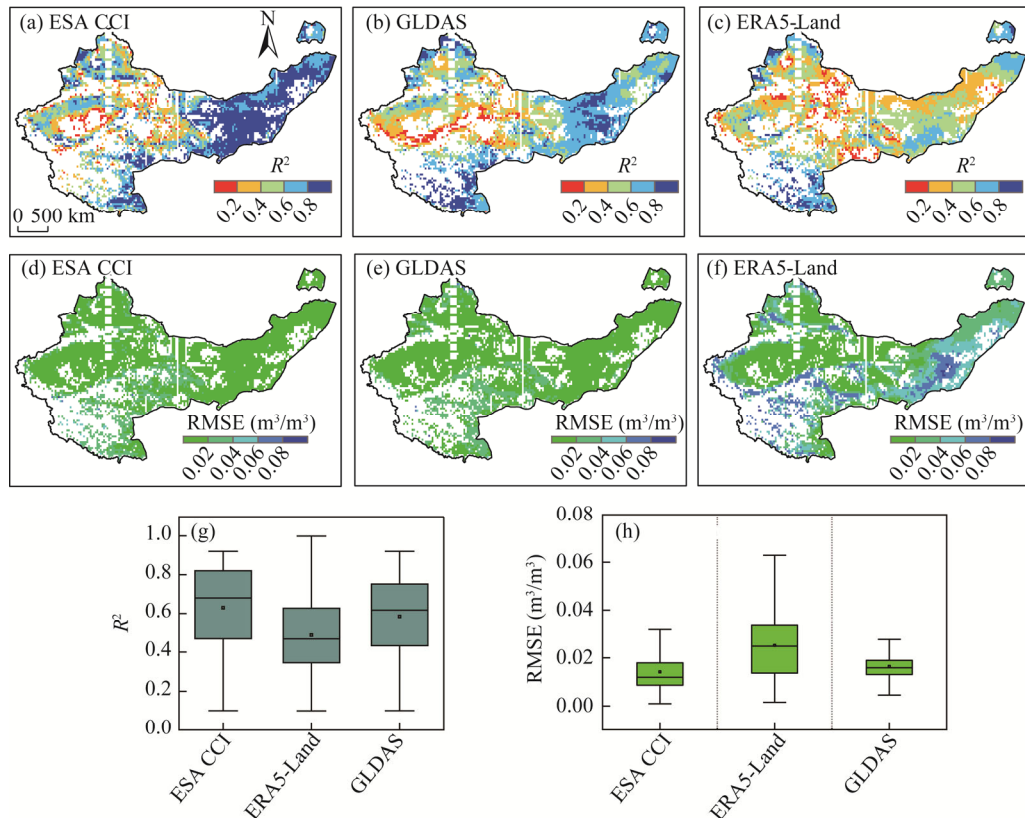 (a) ESA CCI
N
R²
0.2 0.4 0.6 0.8
0 500 km
(b) GLDAS
R²
0.2 0.4 0.6 0.8
(c) ERA5-Land
R²
0.2 0.4 0.6 0.8
(d) ESA CCI
RMSE (m³/m³)
0.02 0.04 0.06 0.08
(e) GLDAS
RMSE (m³/m³)
0.02 0.04 0.06 0.08
(f) ERA5-Land
RMSE (m³/m³)
0.02 0.04 0.06 0.08
(g)
R²
1.0
0.8
0.6
0.4
0.2
0.0
ESA CCI
ERA5-Land
GLDAS
(h)
RMSE (m³/m³)
0.08
0.06
0.04
0.02
0.00
ESA CCI
ERA5-Land
GLDAS